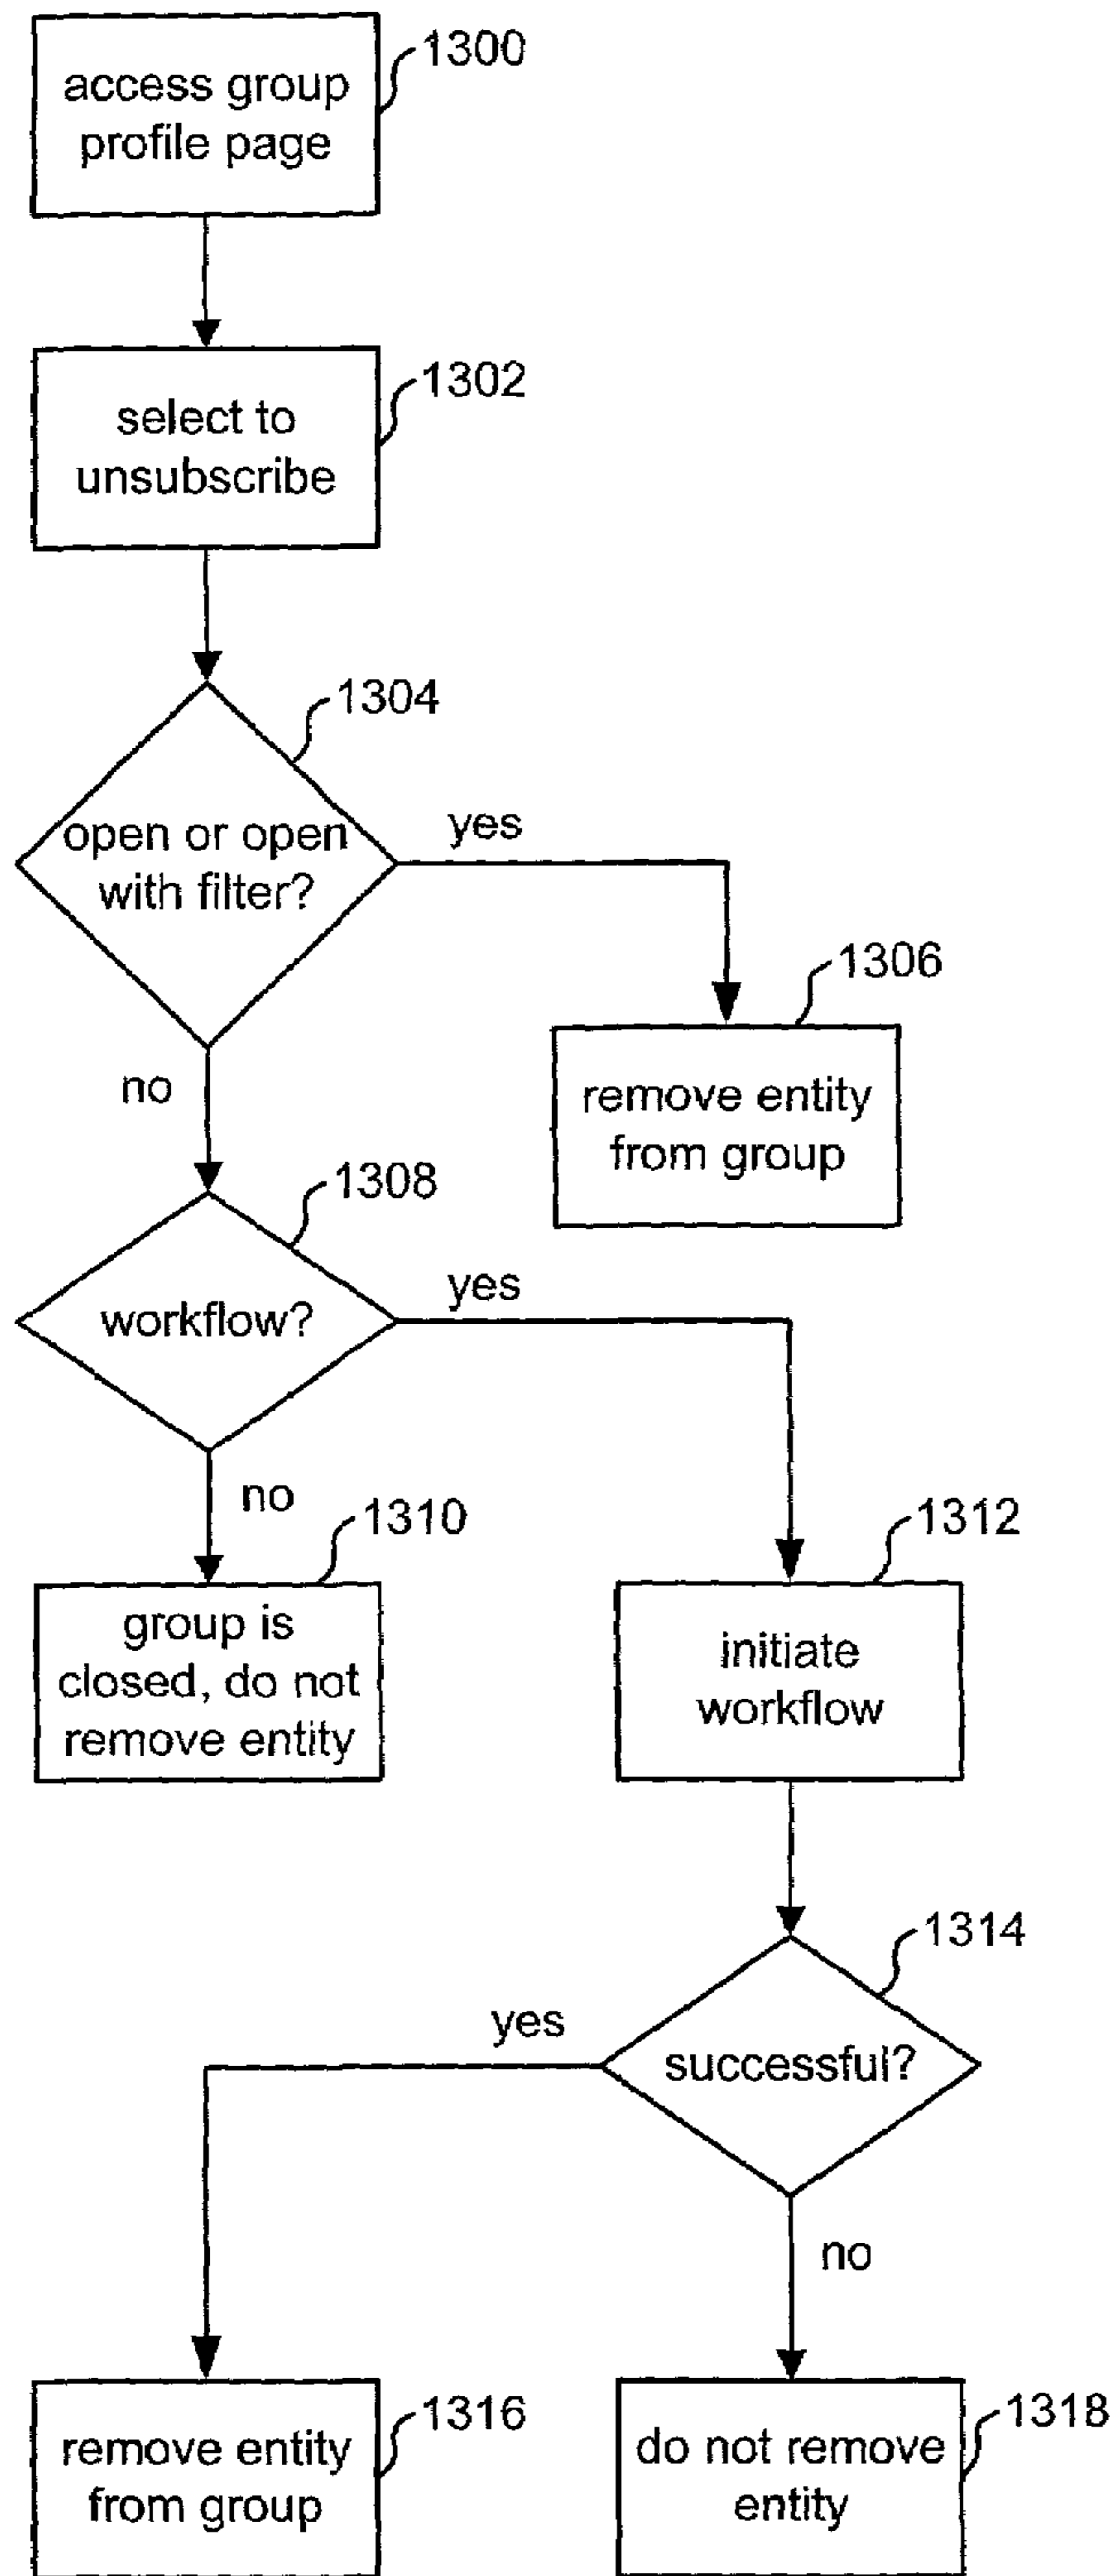 1300
access group
profile page
1302
select to
unsubscribe
1304
open or open
with filter?
yes
1306
remove entity
from group
no
1308
workflow?
yes
no
1310
group is
closed, do not
remove entity
1312
initiate
workflow
1314
successful?
yes
no
1316
remove entity
from group
1318
do not remove
entity